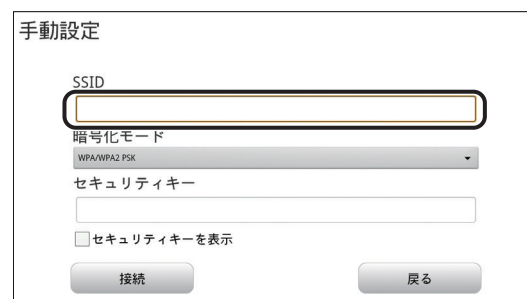 手動設定
SSID
暗号化モード
WPA/WPA2 PSK
セキュリティキー
セキュリティキーを表示
接続 戻る